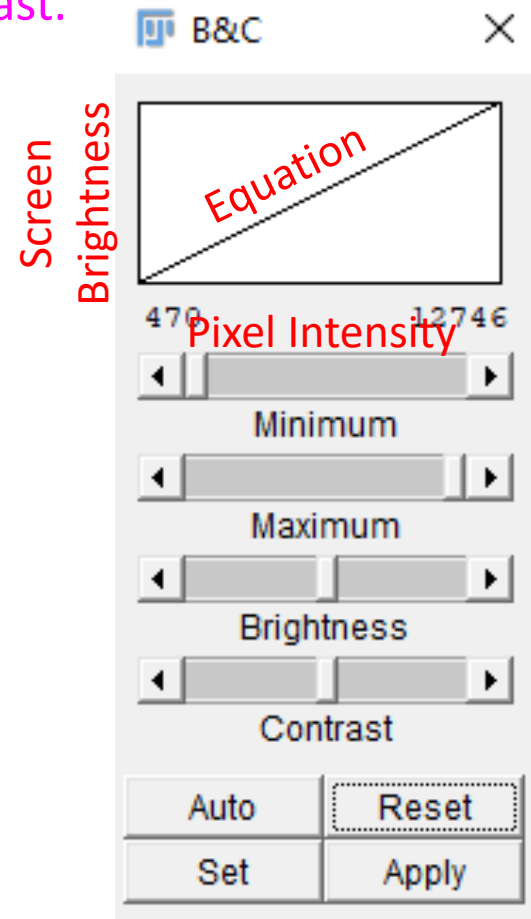 ast.
B&C
Screen
Brightness
Equation
470 12746
Pixel Intensity
Minimum
Maximum
Brightness
Contrast
Auto Reset
Set Apply